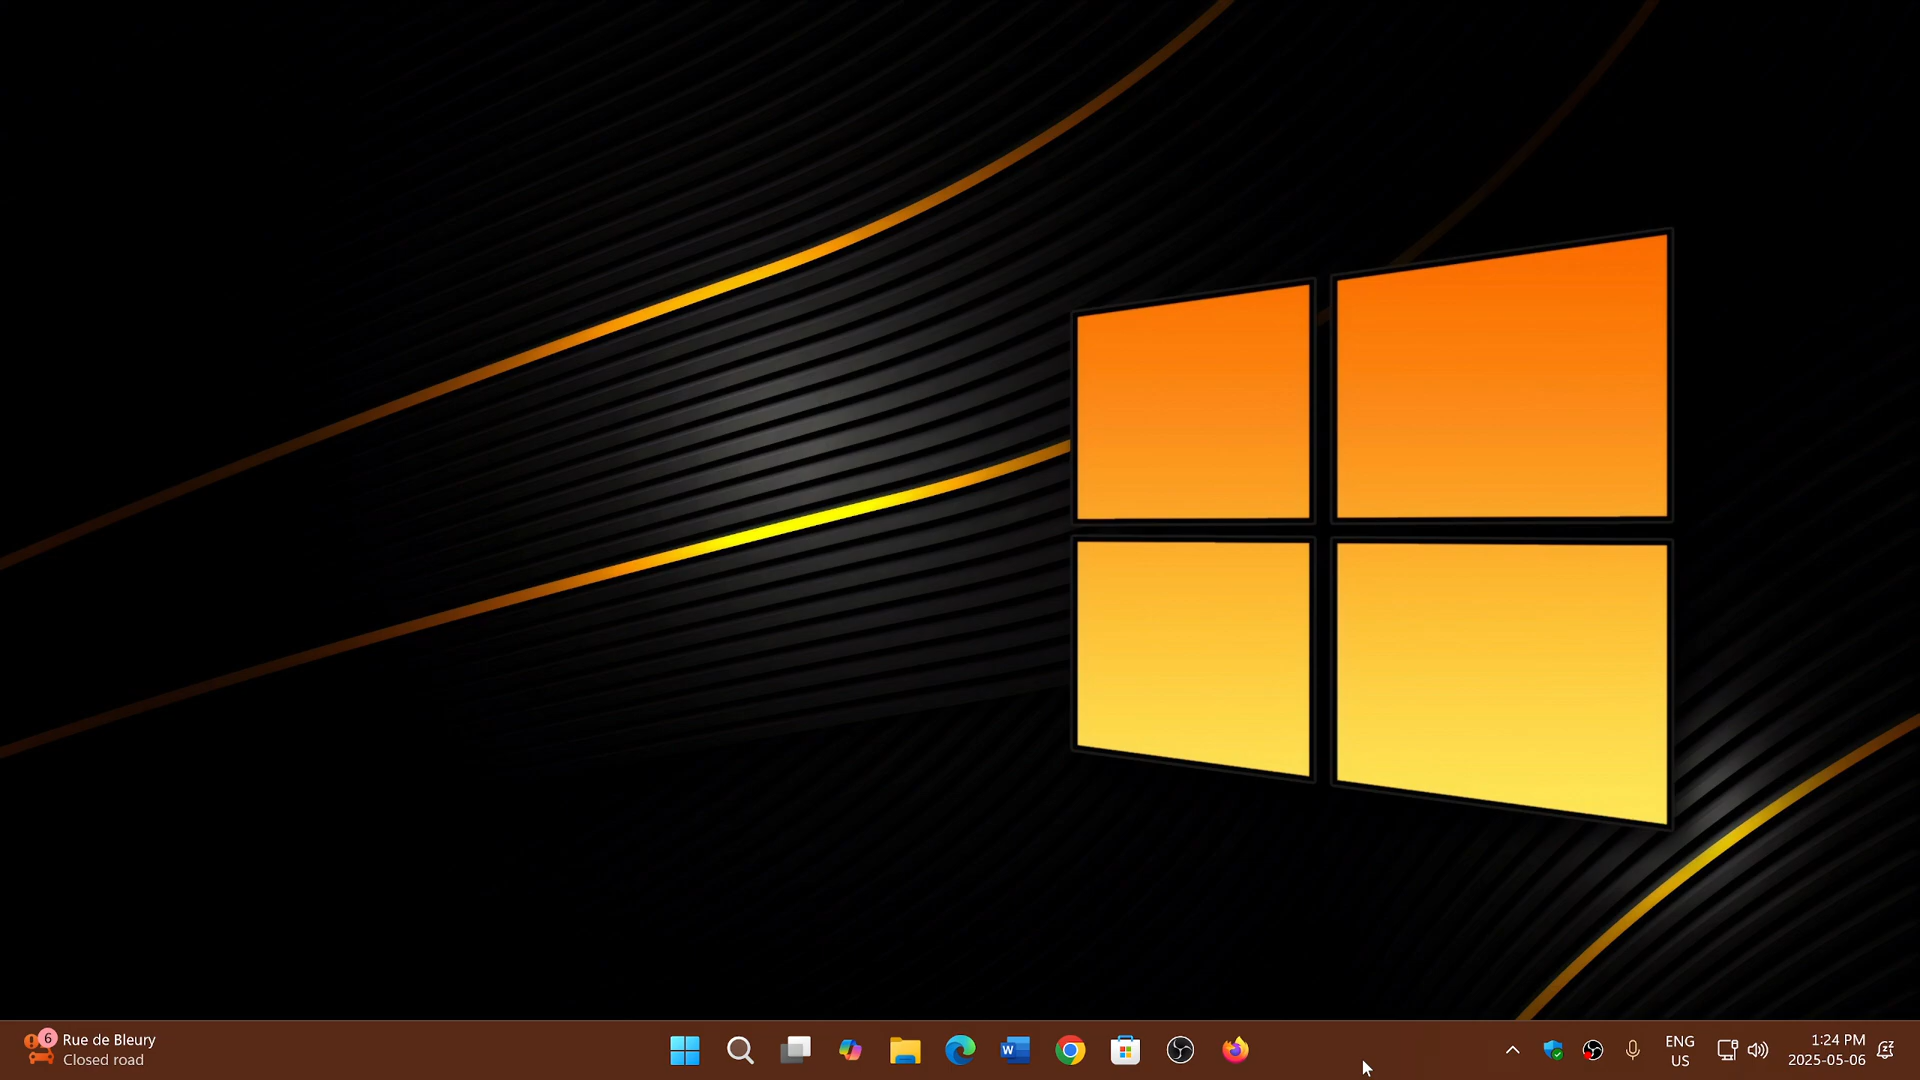 6
Rue de Bleury
Closed road
ENG
US
1:24 PM
2025-05-06